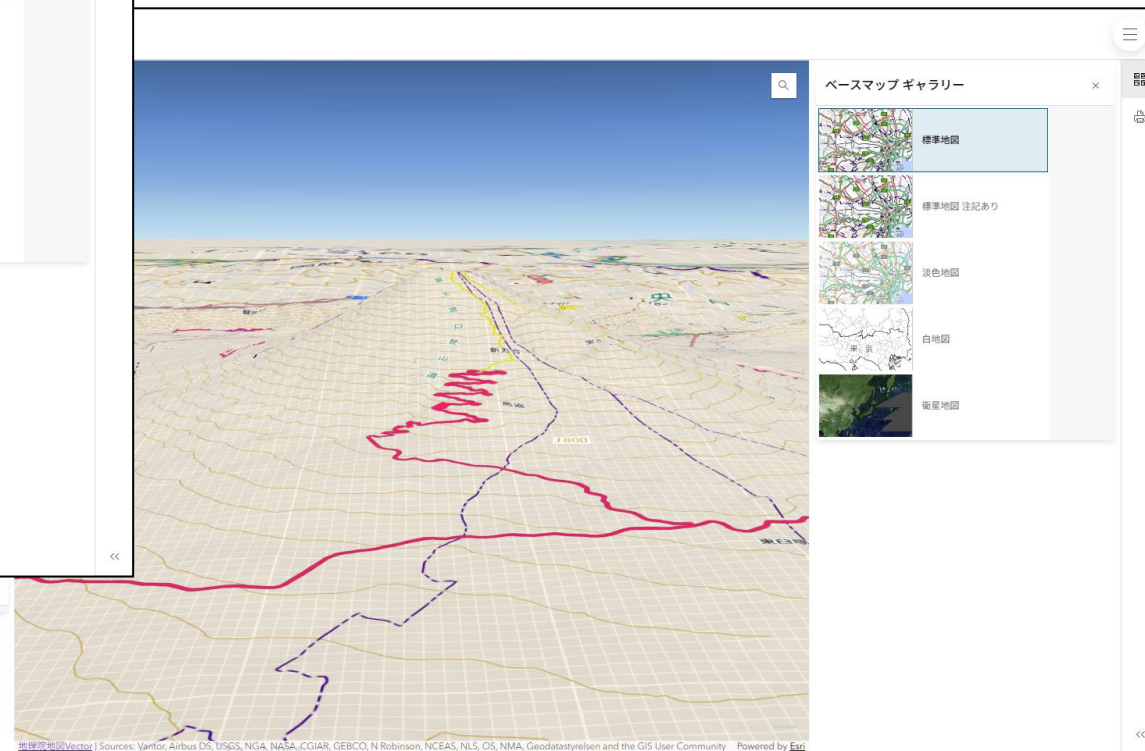 ベースマップ ギャラリー
標準地図
標準地図 注記あり
淡色地図
白地図
衛星地図
東京
央
1600
地理院地図Vector | Sources: Vantor, Airbus DS, USGS, NGA, NASA, CGIAR, GEBCO, N Robinson, NCEAS, NLS, OS, NMA, Geodatastyrelsen and the GIS User Community Powered by Esri